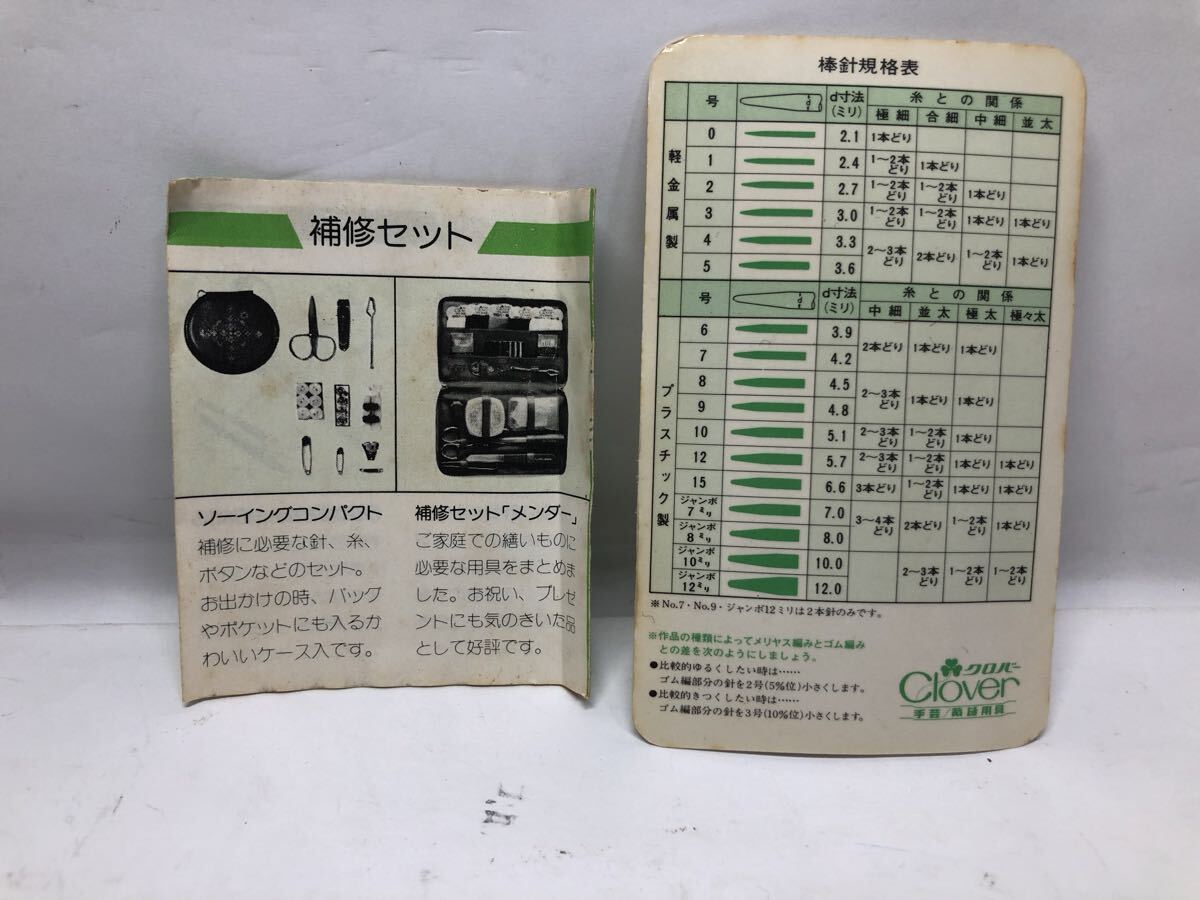 補修セット
ソーイングコンパクト
補修に必要な針、糸、
ボタンなどのセット。
お出かけの時、バック
やポケットにも入るか
わいいケース入です。
補修セット「メンダー」
ご家庭での繕いものに
必要な用具をまとめま
した。お祝い、プレゼ
ントにも気のきいた品
として好評です。
棒針規格表
号 d d寸法(ミリ) 糸との関係
極細 合細 中細 並太
軽金属製
0 2.1 1本どり
1 2.4 1〜2本どり 1本どり
2 2.7 1〜2本どり 1〜2本どり 1本どり
3 3.0 1〜2本どり 1〜2本どり 1本どり 1本どり
4 3.3 2〜3本どり 2本どり 1〜2本どり 1本どり
5 3.6
号 d d寸法(ミリ) 糸との関係
中細 並太 極太 極々太
プラスチック製
6 3.9 2本どり 1本どり 1本どり
7 4.2
8 4.5 2〜3本どり 1本どり 1本どり
9 4.8
10 5.1 2〜3本どり 1〜2本どり 1本どり
12 5.7 2〜3本どり 1〜2本どり 1本どり 1本どり
15 6.6 3本どり 1〜2本どり 1本どり 1本どり
ジャンボ7ミリ 7.0 3〜4本どり 2本どり 1〜2本どり 1本どり
ジャンボ8ミリ 8.0
ジャンボ10ミリ 10.0 2〜3本どり 1〜2本どり 1〜2本どり
ジャンボ12ミリ 12.0
※No.7・No.9・ジャンボ12ミリは2本針のみです。
※作品の種類によってメリヤス編みとゴム編み
との差を次のようにしましょう。
●比較的ゆるくしたい時は……
ゴム編部分の針を2号(5%位)小さくします。
●比較的きつくしたい時は……
ゴム編部分の針を3号(10%位)小さくします。
クロバー
Clover
手芸/裁縫用具